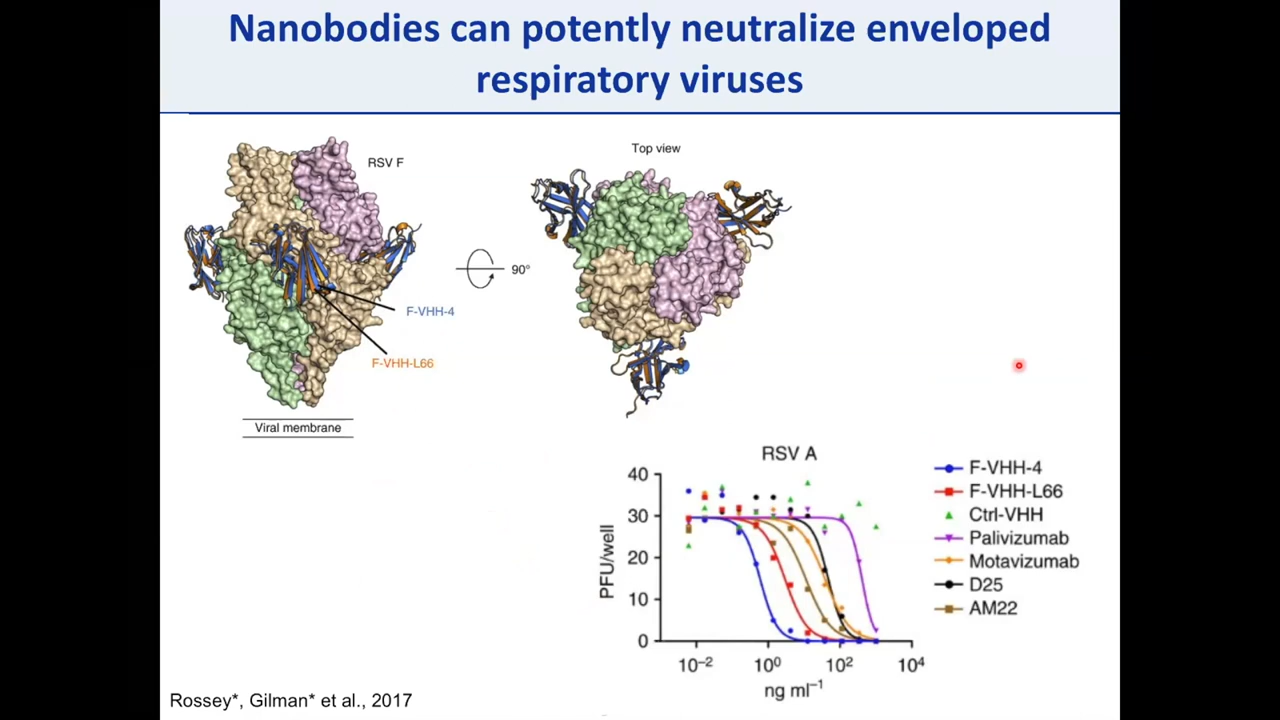 Nanobodies can potently neutralize enveloped
respiratory viruses
RSV F
Top view
90°
F-VHH-4
F-VHH-L66
Viral membrane
RSV A
PFU/well
40
30
20
10
0
10⁻²
10⁰
10²
10⁴
ng ml⁻¹
F-VHH-4
F-VHH-L66
Ctrl-VHH
Palivizumab
Motavizumab
D25
AM22
Rossey*, Gilman* et al., 2017